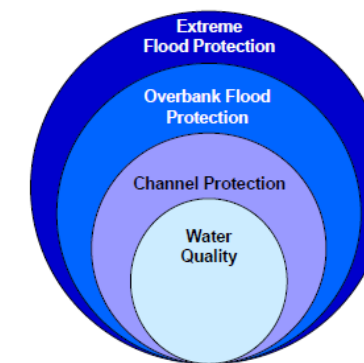 Extreme
Flood Protection
Overbank Flood
Protection
Channel Protection
Water
Quality